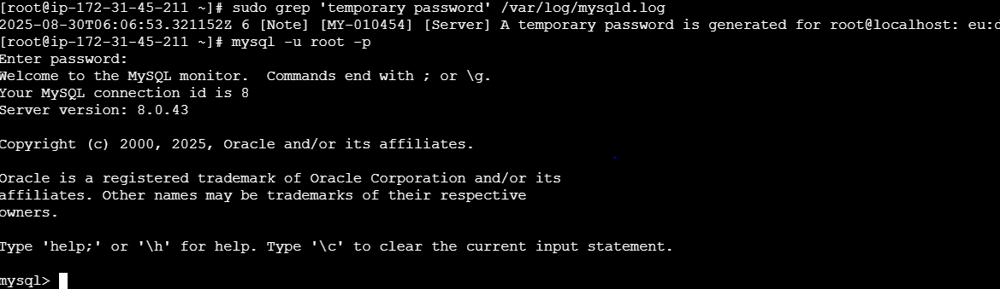 [root@ip-172-31-45-211 ~]# sudo grep 'temporary password' /var/log/mysqld.log
2025-08-30T06:06:53.321152Z 6 [Note] [MY-010454] [Server] A temporary password is generated for root@localhost:
[root@ip-172-31-45-211 ~]# mysql -u root -p
Enter password:
Welcome to the MySQL monitor.  Commands end with ; or \g.
Your MySQL connection id is 8
Server version: 8.0.43
Copyright (c) 2000, 2025, Oracle and/or its affiliates.
Oracle is a registered trademark of Oracle Corporation and/or its
affiliates. Other names may be trademarks of their respective
owners.
Type 'help;' or '\h' for help. Type '\c' to clear the current input statement.
mysql>